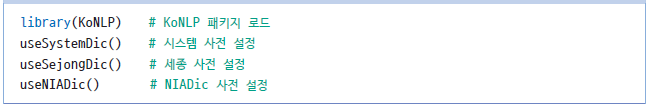 library(KoNLP)   # KoNLP 패키지 로드
useSystemDic()   # 시스템 사전 설정
useSejongDic()   # 세종 사전 설정
useNIADic()      # NIADic 사전 설정